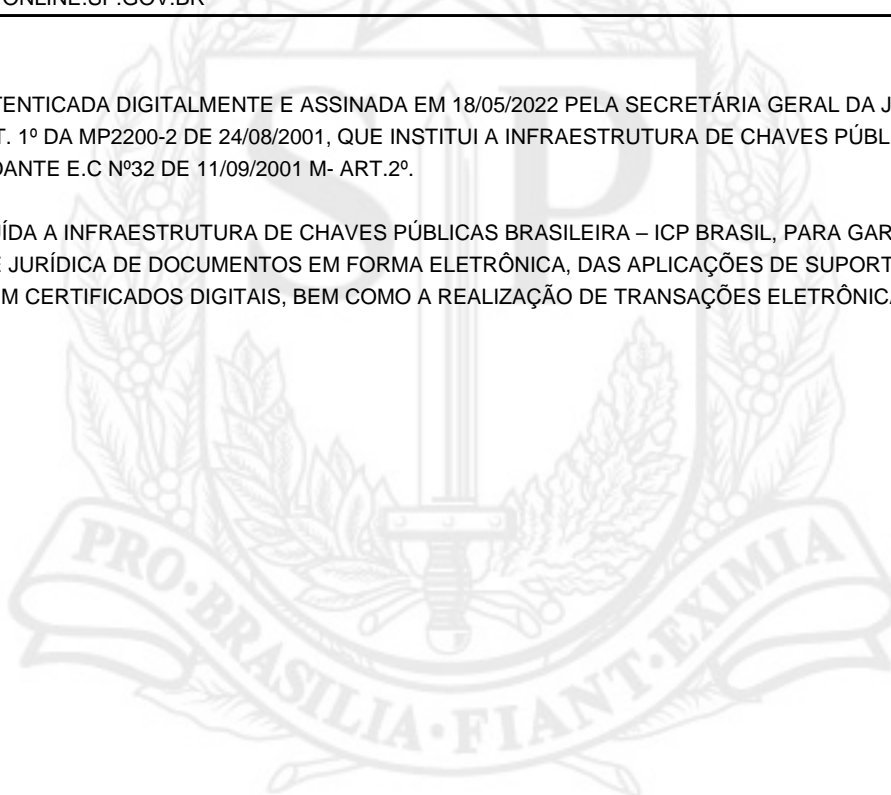 ONLINE.SP.GOV.BR
TENTICADA DIGITALMENTE E ASSINADA EM 18/05/2022 PELA SECRETÁRIA GERAL DA J
T. 1º DA MP2200-2 DE 24/08/2001, QUE INSTITUI A INFRAESTRUTURA DE CHAVES PÚBL
DANTE E.C Nº32 DE 11/09/2001 M- ART.2º.
ÍDA A INFRAESTRUTURA DE CHAVES PÚBLICAS BRASILEIRA – ICP BRASIL, PARA GAR
E JURÍDICA DE DOCUMENTOS EM FORMA ELETRÔNICA, DAS APLICAÇÕES DE SUPORT
M CERTIFICADOS DIGITAIS, BEM COMO A REALIZAÇÃO DE TRANSAÇÕES ELETRÔNICA
SP
PRO·BRASILIA·FIANT·EXIMIA